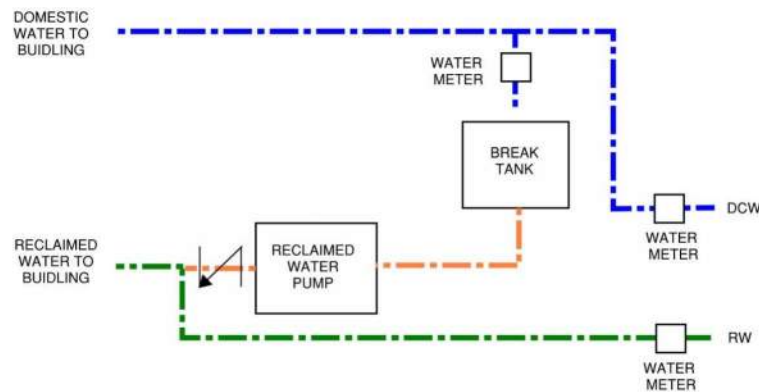 DOMESTIC
WATER TO
BUIDLING
WATER
METER
BREAK
TANK
DCW
WATER
METER
RECLAIMED
WATER TO
BUIDLING
RECLAIMED
WATER
PUMP
RW
WATER
METER